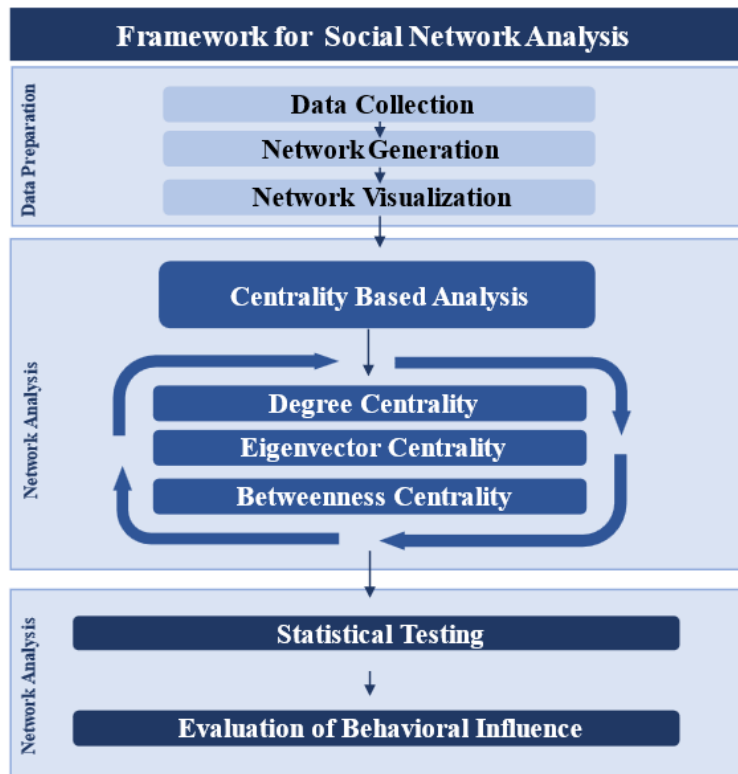 Framework for Social Network Analysis
Data Preparation
Data Collection
Network Generation
Network Visualization
Network Analysis
Centrality Based Analysis
Degree Centrality
Eigenvector Centrality
Betweenness Centrality
Network Analysis
Statistical Testing
Evaluation of Behavioral Influence